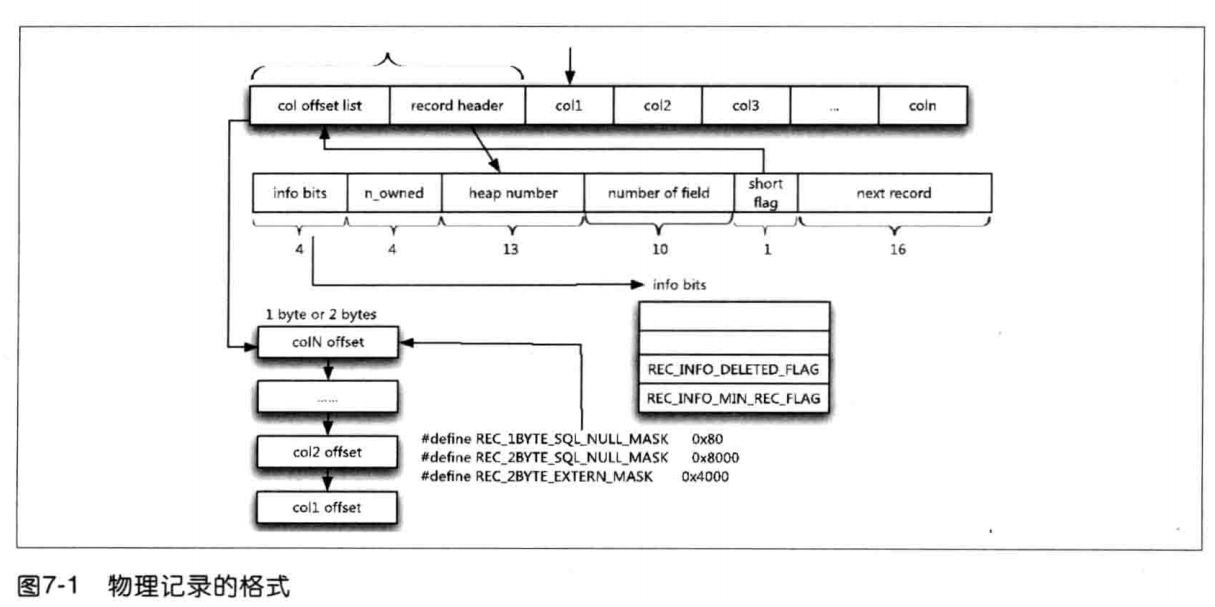 col offset list record header col1 col2 col3 ... coln
info bits n_owned heap number number of field short flag next record
4 4 13 10 1 16
info bits
1 byte or 2 bytes
colN offset
......
col2 offset
col1 offset
REC_INFO_DELETED_FLAG
REC_INFO_MIN_REC_FLAG
#define REC_1BYTE_SQL_NULL_MASK 0x80
#define REC_2BYTE_SQL_NULL_MASK 0x8000
#define REC_2BYTE_EXTERN_MASK 0x4000
图7-1 物理记录的格式